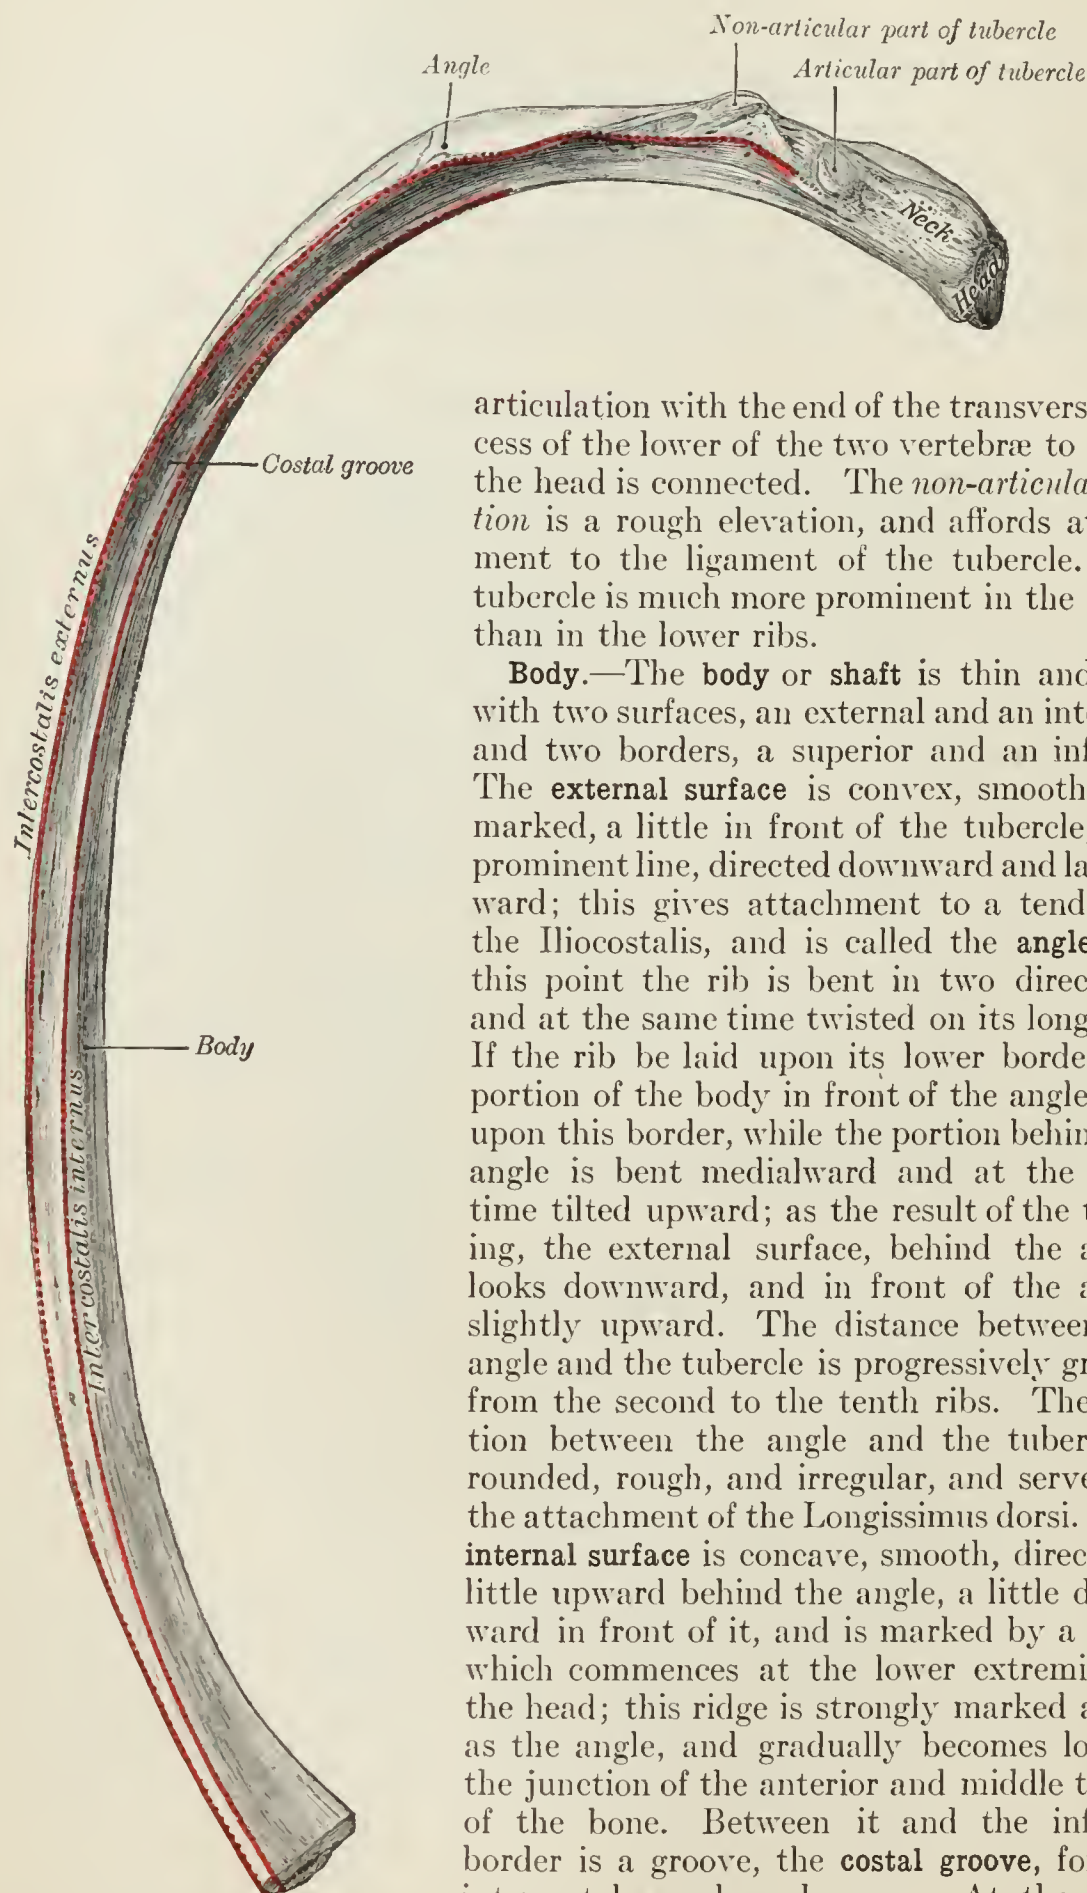 Non-articular part of tubercle
Angle
Articular part of tubercle
Neck
Head
Costal groove
Intercostalis externus
Body
Intercostalis internus
articulation with the end of the transvers
cess of the lower of the two vertebræ to
the head is connected. The non-articula
tion is a rough elevation, and affords a
ment to the ligament of the tubercle.
tubercle is much more prominent in the
than in the lower ribs.
Body.—The body or shaft is thin and
with two surfaces, an external and an int
and two borders, a superior and an inf
The external surface is convex, smooth
marked, a little in front of the tubercle,
prominent line, directed downward and la
ward; this gives attachment to a tend
the Iliocostalis, and is called the angle
this point the rib is bent in two direc
and at the same time twisted on its long
If the rib be laid upon its lower borde
portion of the body in front of the angle
upon this border, while the portion behin
angle is bent medialward and at the
time tilted upward; as the result of the t
ing, the external surface, behind the a
looks downward, and in front of the a
slightly upward. The distance between
angle and the tubercle is progressively gr
from the second to the tenth ribs. The
tion between the angle and the tuber
rounded, rough, and irregular, and serve
the attachment of the Longissimus dorsi.
internal surface is concave, smooth, direc
little upward behind the angle, a little d
ward in front of it, and is marked by a
which commences at the lower extremi
the head; this ridge is strongly marked a
as the angle, and gradually becomes lo
the junction of the anterior and middle t
of the bone. Between it and the inf
border is a groove, the costal groove, fo